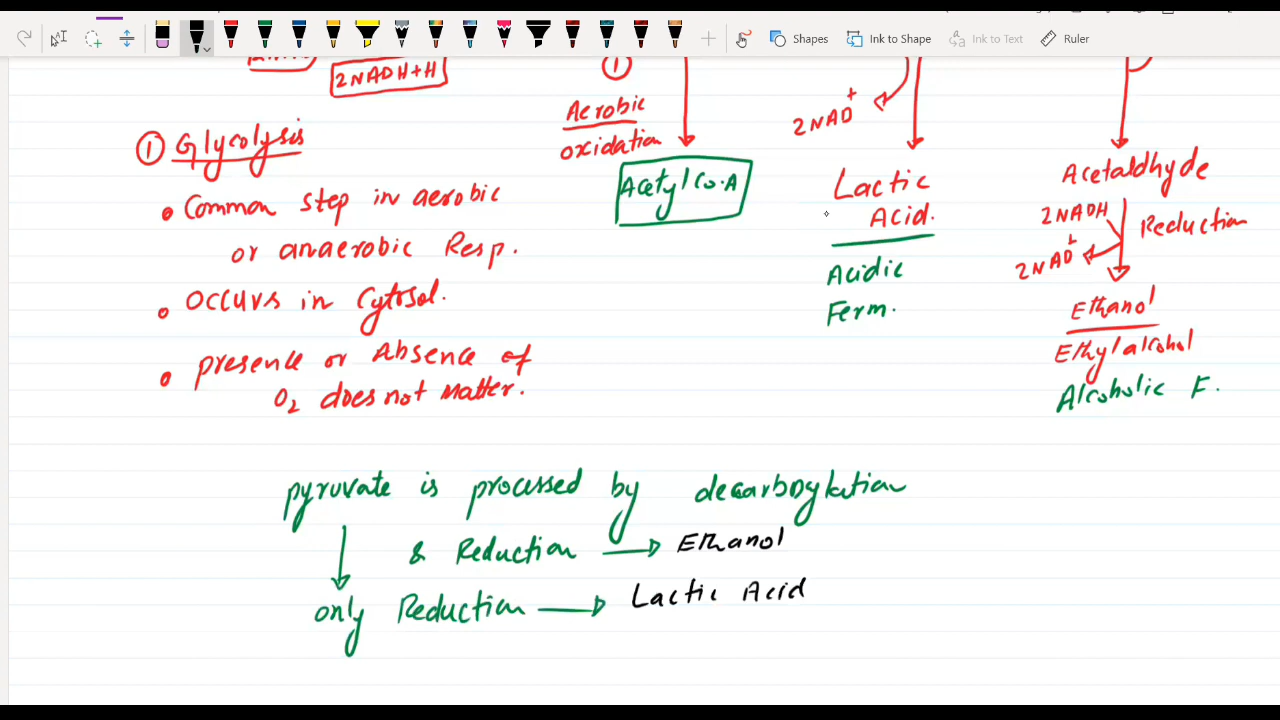 Shapes
Ink to Shape
Ink to Text
Ruler
2NADH+H
①
Aerobic
oxidation
Acetyl Co.A
2NAD+
Lactic
Acid.
Acidic
Ferm.
Acetaldhyde
2NADH
Reduction
2NAD+
Ethanol
Ethylalcohol
Alcoholic F.
① Glycolysis
• Common step in aerobic
or anaerobic Resp.
• Occurs in Cytosol.
• presence or Absence of
O2 does not Matter.
pyruvate is processed by decarboxylation
& Reduction → Ethanol
only Reduction → Lactic Acid